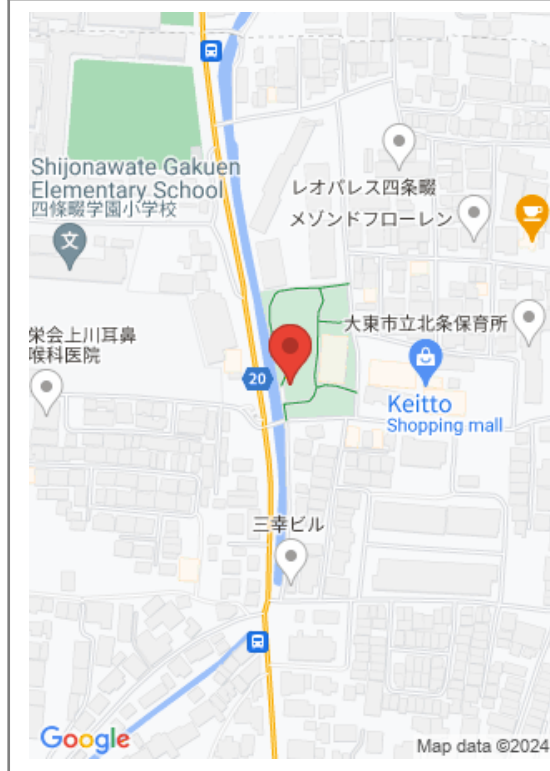 Shijonawate Gakuen
Elementary School
四條畷学園小学校
文
レオパレス四条畷
メゾンドフローレン
栄会上川耳鼻
喉科医院
大東市立北条保育所
20
Keitto
Shopping mall
三幸ビル
Google
Map data ©2024